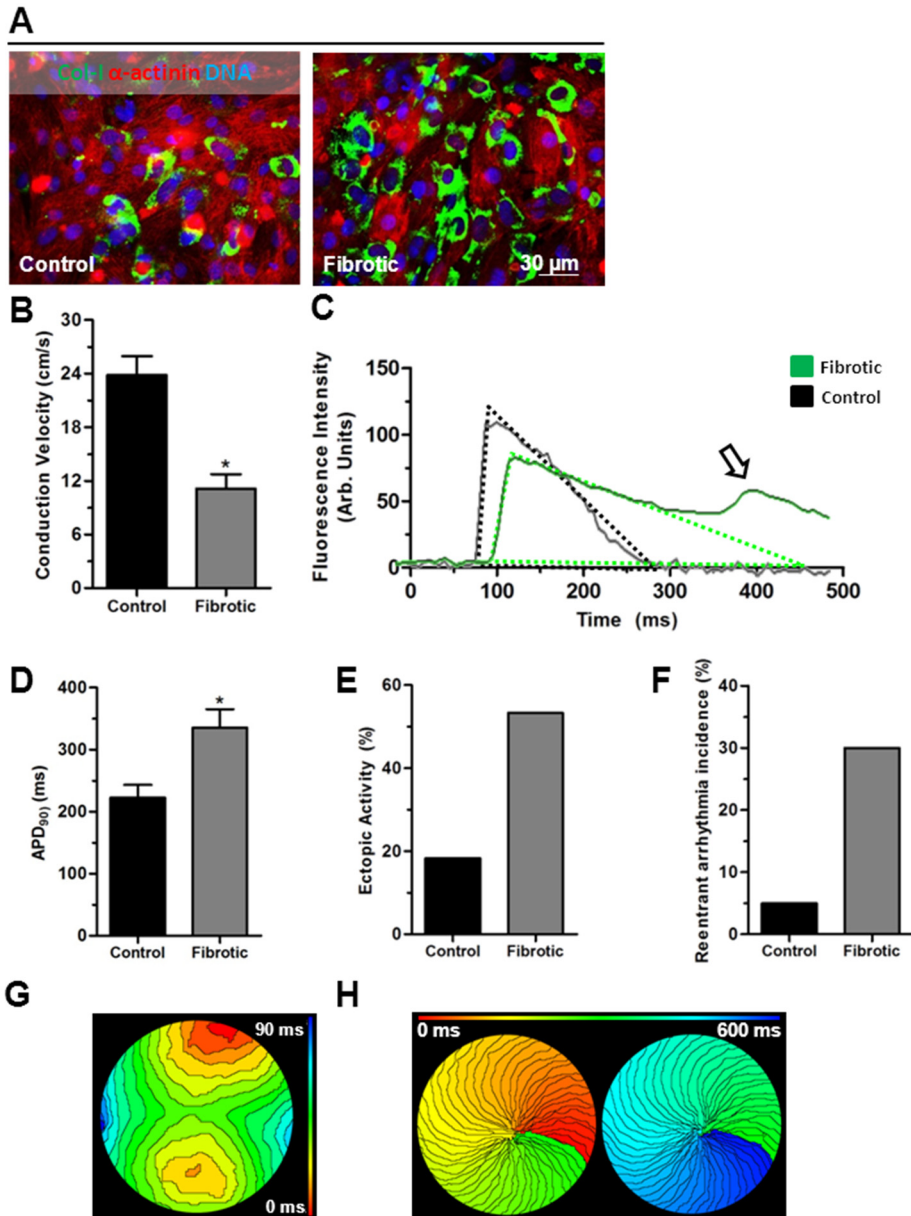 A
Col-I α-actinin DNA
Control
Fibrotic
30 µm
B
Conduction Velocity (cm/s)
30
24
18
12
6
0
Control
Fibrotic
*
C
Fluorescence Intensity
(Arb. Units)
150
100
50
0
0
100
200
300
400
500
Time (ms)
Fibrotic
Control
D
APD90) (ms)
400
300
200
100
0
Control
Fibrotic
*
E
Ectopic Activity (%)
60
40
20
0
Control
Fibrotic
F
Reentrant arrhythmia incidence (%)
40
30
20
10
0
Control
Fibrotic
G
90 ms
0 ms
H
0 ms
600 ms